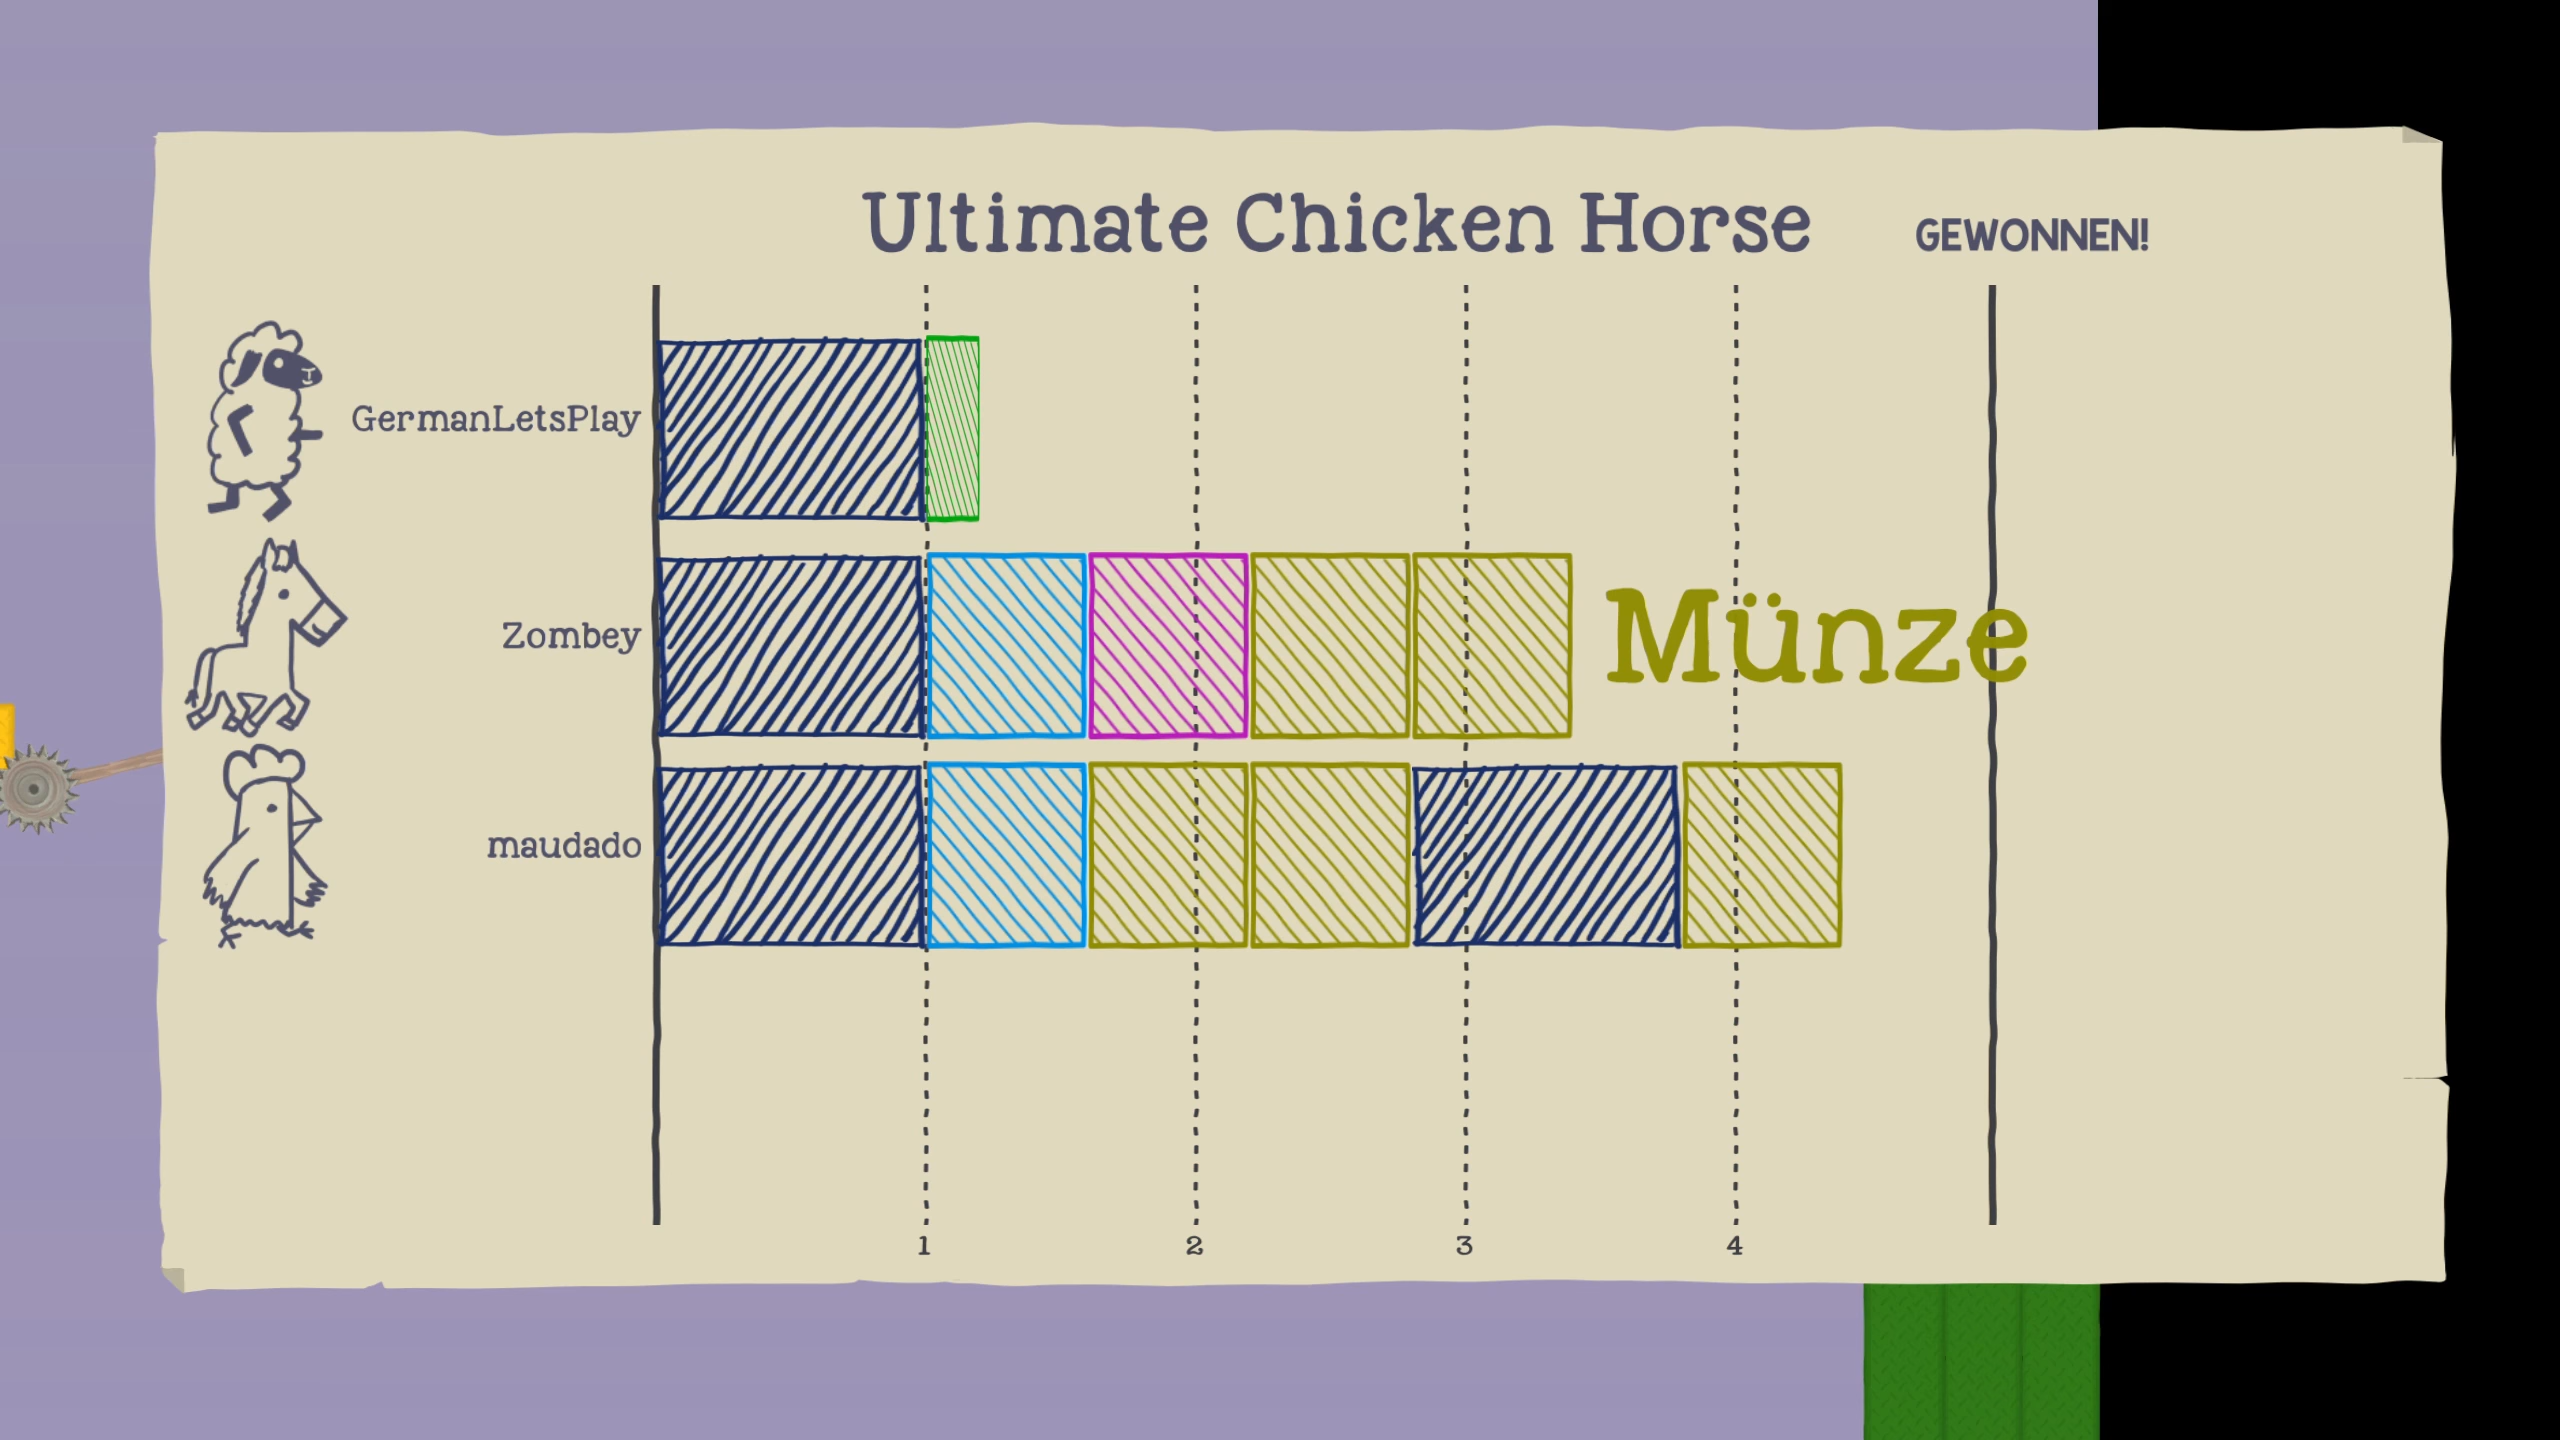 Ultimate Chicken Horse
GEWONNEN!
GermanLetsPlay
Zombey
Münze
maudado
1 2 3 4